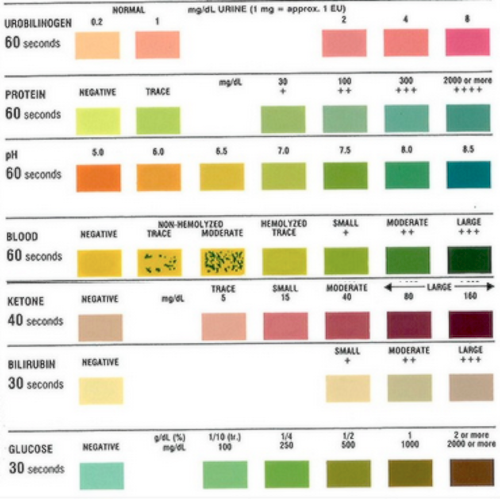 NORMAL mg/dL URINE (1 mg = approx. 1 EU)
UROBILINOGEN 0.2 1 2 4 8
60 seconds
PROTEIN NEGATIVE TRACE mg/dL 30 100 300 2000 or more
+ ++ +++ ++++
60 seconds
pH 5.0 6.0 6.5 7.0 7.5 8.0 8.5
60 seconds
NON-HEMOLYZED HEMOLYZED SMALL MODERATE LARGE
BLOOD NEGATIVE TRACE MODERATE TRACE + ++ +++
60 seconds
TRACE SMALL MODERATE LARGE
KETONE NEGATIVE mg/dL 5 15 40 80 160
40 seconds
BILIRUBIN NEGATIVE SMALL MODERATE LARGE
+ ++ +++
30 seconds
g/dL (%) 1/10 (tr.) 1/4 1/2 1 2 or more
GLUCOSE NEGATIVE mg/dL 100 250 500 1000 2000 or more
30 seconds